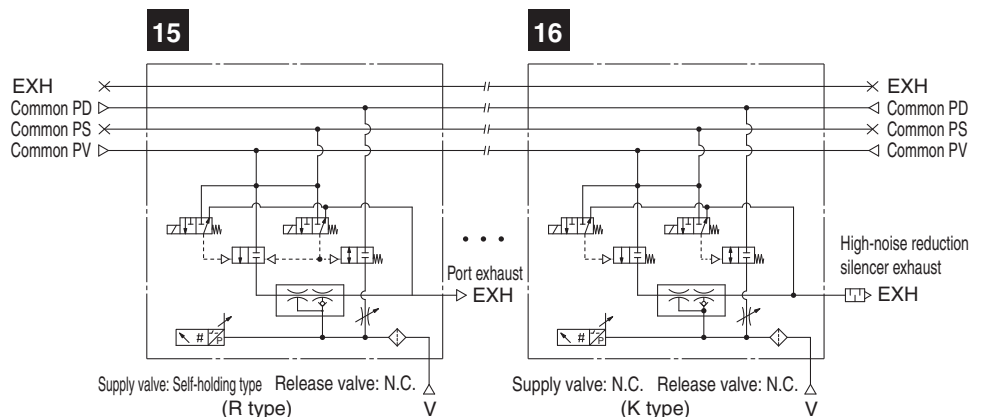 15
16
EXH
Common PD
Common PS
Common PV
EXH
Common PD
Common PS
Common PV
Port exhaust
EXH
High-noise reduction
silencer exhaust
EXH
# P
# P
Supply valve: Self-holding type Release valve: N.C.
(R type)
V
Supply valve: N.C. Release valve: N.C.
(K type)
V